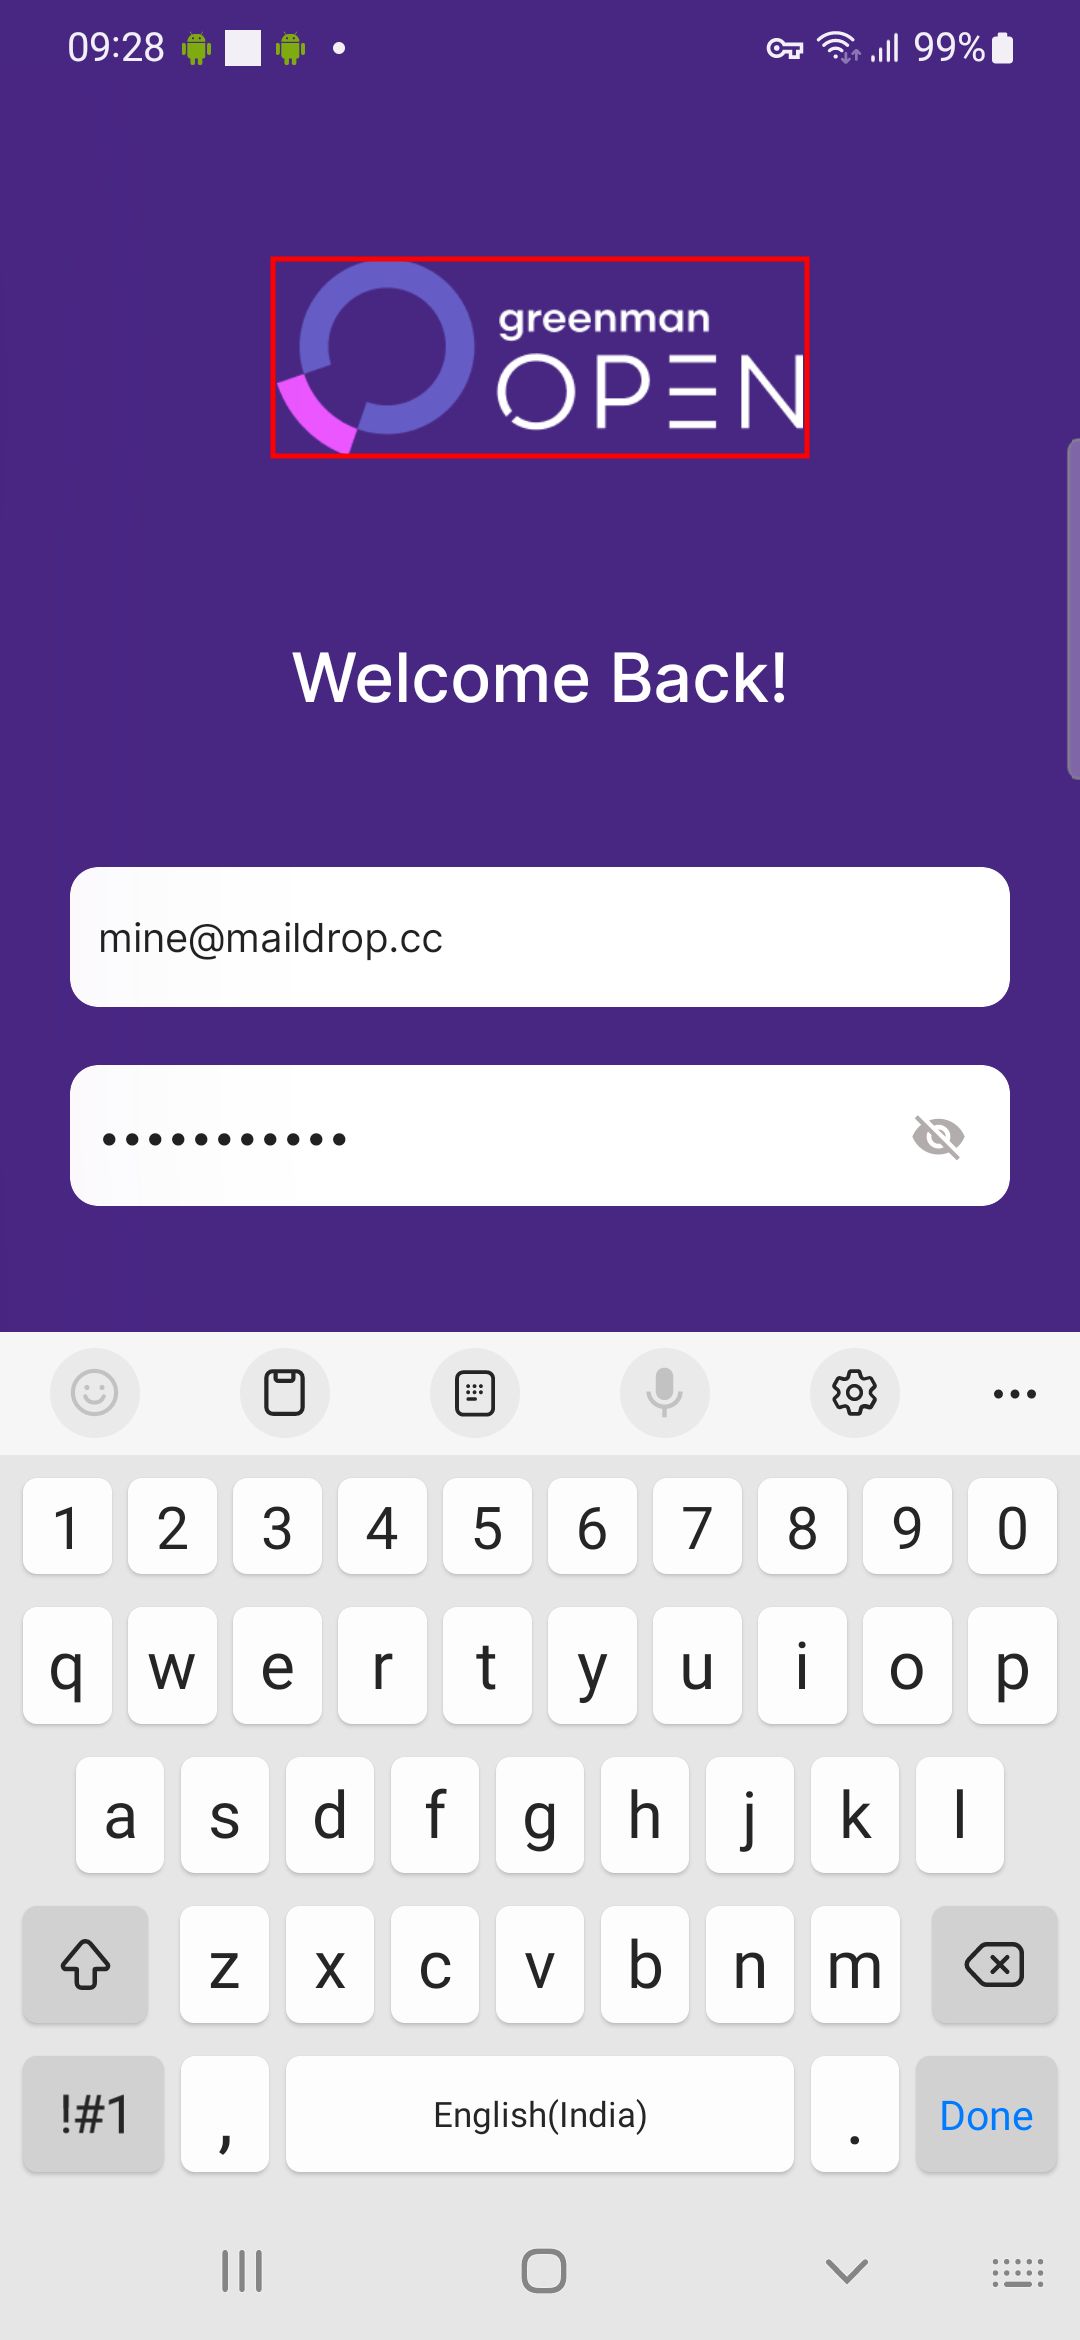 09:28
99%
greenman
OPEN
Welcome Back!
mine@maildrop.cc
•••••••••••
1 2 3 4 5 6 7 8 9 0
q w e r t y u i o p
a s d f g h j k l
z x c v b n m
!#1 , English(India) . Done